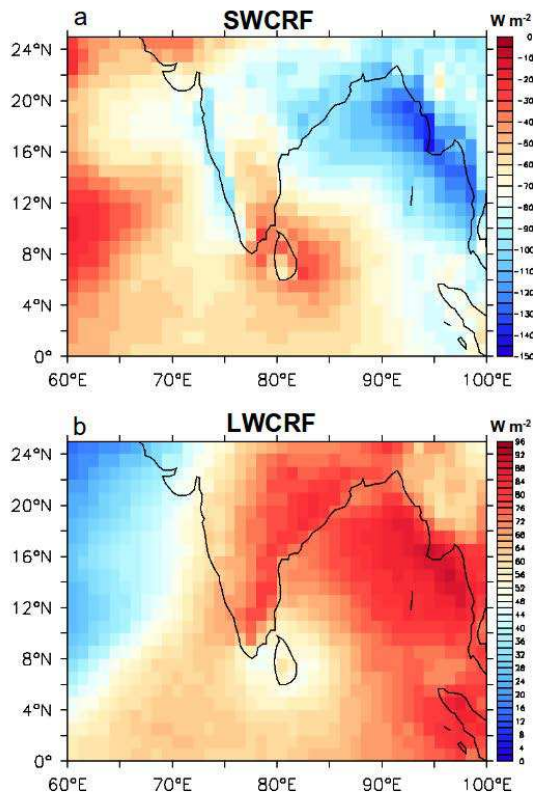 a
SWCRF
W m-2
24°N
20°N
16°N
12°N
8°N
4°N
0°
60°E
70°E
80°E
90°E
100°E
0
-10
-20
-30
-40
-50
-60
-70
-80
-90
-100
-110
-120
-130
-140
-150
b
LWCRF
W m-2
24°N
20°N
16°N
12°N
8°N
4°N
0°
60°E
70°E
80°E
90°E
100°E
96
92
88
84
80
76
72
68
64
60
56
52
48
44
40
36
32
28
24
20
16
12
8
4
0